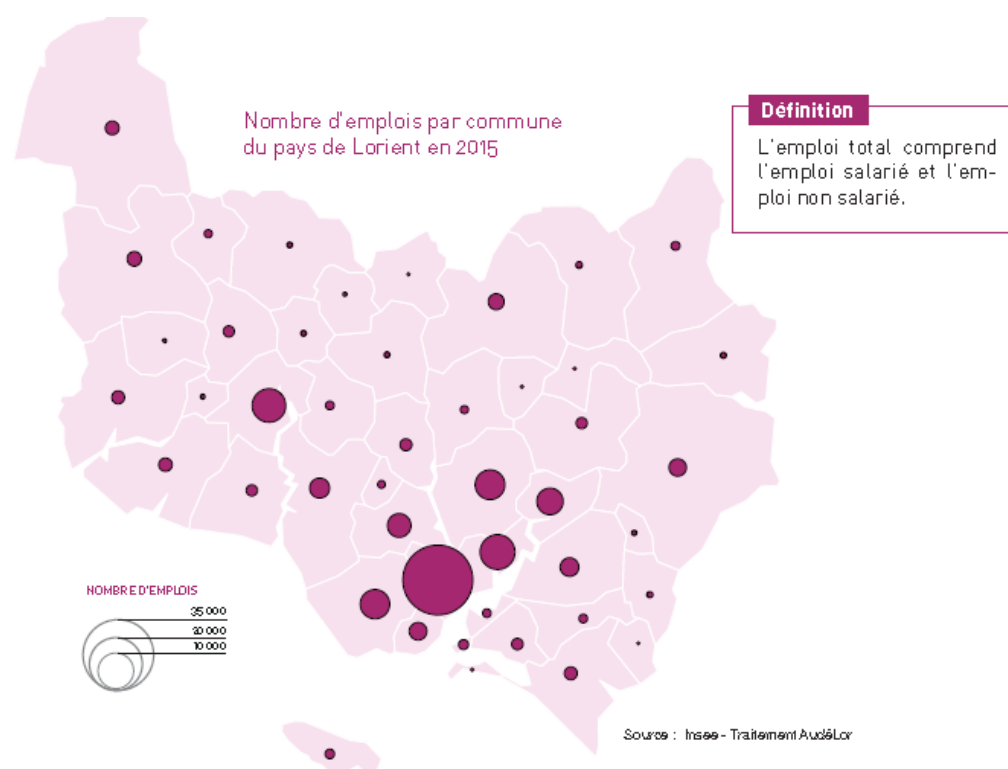 Nombre d'emplois par commune
du pays de Lorient en 2015
Définition
L'emploi total comprend
l'emploi salarié et l'em-
ploi non salarié.
NOMBRE D'EMPLOIS
35 000
20 000
10 000
Source : Insee - Traitement AudéLor